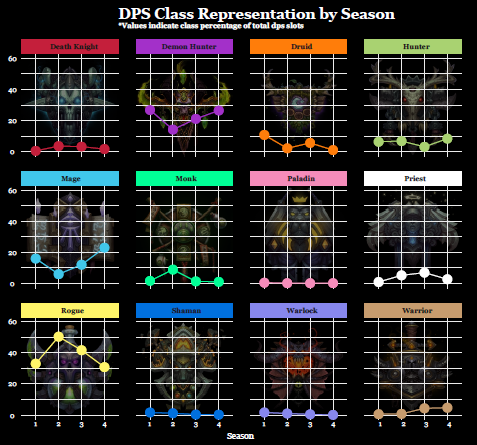 DPS Class Representation by Season
*Values indicate class percentage of total dps slots
Death Knight Demon Hunter Druid Hunter
60
40
20
0
Mage Monk Paladin Priest
60
40
20
0
Rogue Shaman Warlock Warrior
60
40
20
0
1 2 3 4 1 2 3 4 1 2 3 4 1 2 3 4
Season